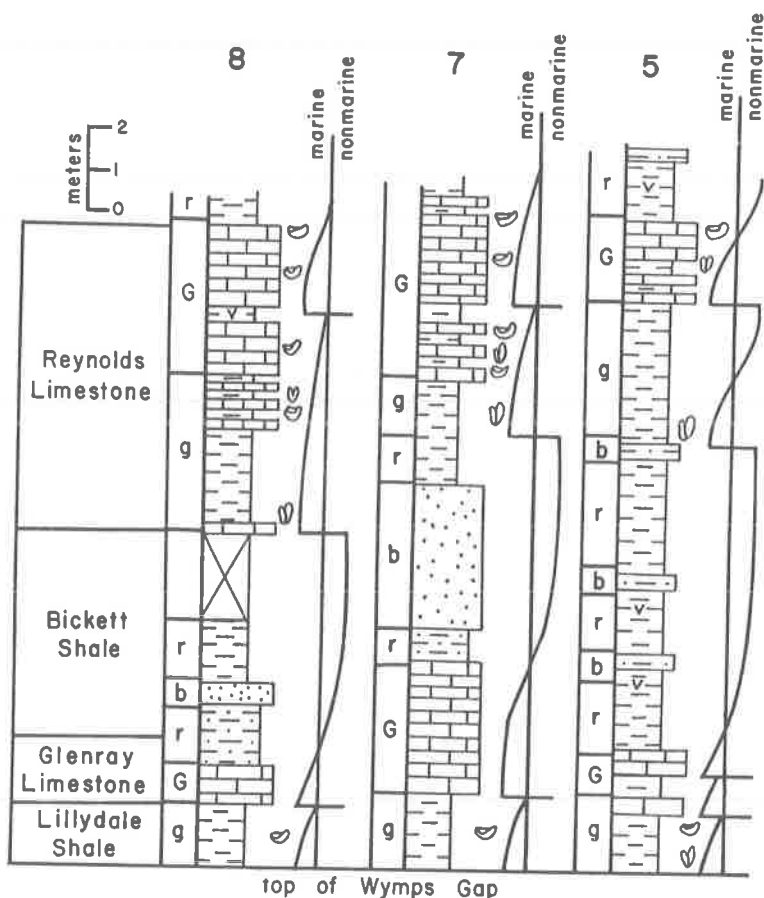 8
7
5
marine
nonmarine
marine
nonmarine
marine
nonmarine
meters
2
1
0
Reynolds
Limestone
Bickett
Shale
Glenray
Limestone
Lillydale
Shale
r
G
g
r
b
r
G
g
G
g
r
b
r
G
g
r
G
g
b
r
b
r
b
r
G
g
v
v
v
v
top of Wymps Gap